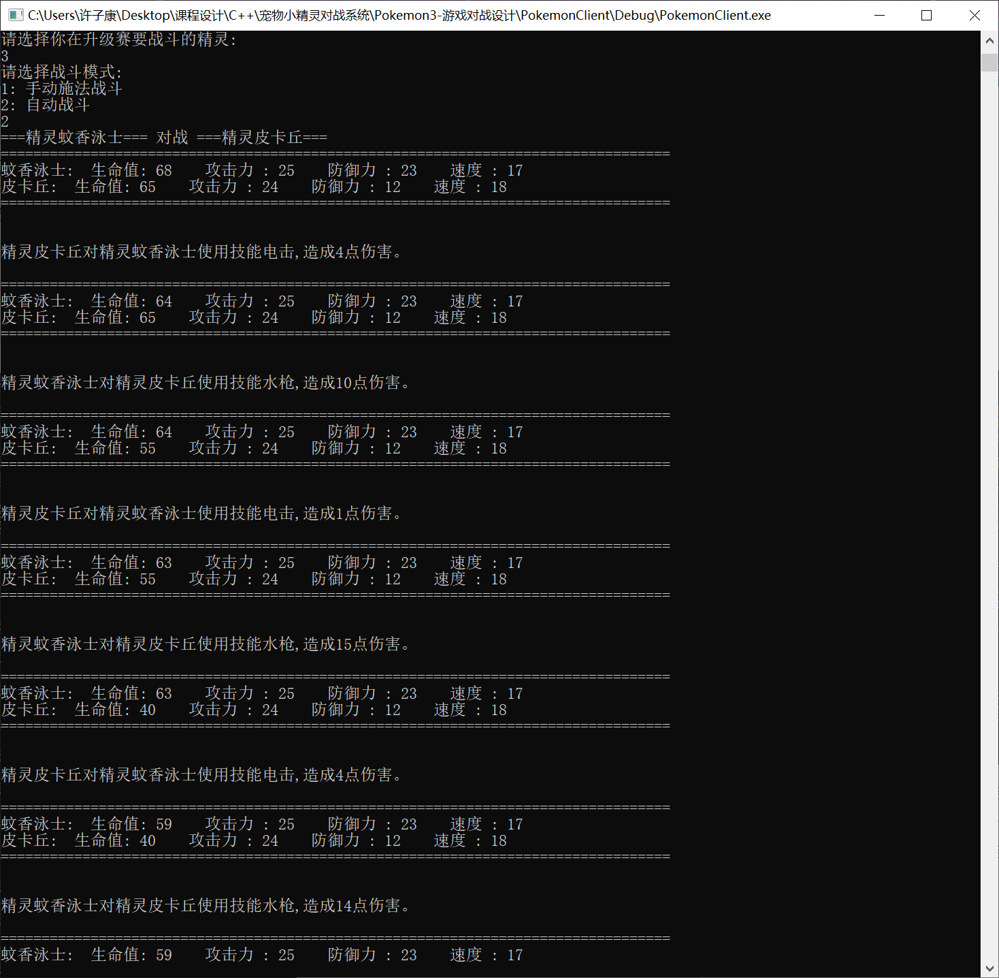 C:\Users\许子康\Desktop\课程设计\C++\宠物小精灵对战系统\Pokemon3-游戏对战设计\PokemonClient\Debug\PokemonClient.exe
请选择你在升级赛要战斗的精灵:
3
请选择战斗模式:
1: 手动施法战斗
2: 自动战斗
2
===精灵蚊香泳士=== 对战 ===精灵皮卡丘===
==================================================================================
蚊香泳士:  生命值: 68    攻击力 : 25    防御力 : 23    速度 : 17
皮卡丘:  生命值: 65    攻击力 : 24    防御力 : 12    速度 : 18
==================================================================================
精灵皮卡丘对精灵蚊香泳士使用技能电击,造成4点伤害。
==================================================================================
蚊香泳士:  生命值: 64    攻击力 : 25    防御力 : 23    速度 : 17
皮卡丘:  生命值: 65    攻击力 : 24    防御力 : 12    速度 : 18
==================================================================================
精灵蚊香泳士对精灵皮卡丘使用技能水枪,造成10点伤害。
==================================================================================
蚊香泳士:  生命值: 64    攻击力 : 25    防御力 : 23    速度 : 17
皮卡丘:  生命值: 55    攻击力 : 24    防御力 : 12    速度 : 18
==================================================================================
精灵皮卡丘对精灵蚊香泳士使用技能电击,造成1点伤害。
==================================================================================
蚊香泳士:  生命值: 63    攻击力 : 25    防御力 : 23    速度 : 17
皮卡丘:  生命值: 55    攻击力 : 24    防御力 : 12    速度 : 18
==================================================================================
精灵蚊香泳士对精灵皮卡丘使用技能水枪,造成15点伤害。
==================================================================================
蚊香泳士:  生命值: 63    攻击力 : 25    防御力 : 23    速度 : 17
皮卡丘:  生命值: 40    攻击力 : 24    防御力 : 12    速度 : 18
==================================================================================
精灵皮卡丘对精灵蚊香泳士使用技能电击,造成4点伤害。
==================================================================================
蚊香泳士:  生命值: 59    攻击力 : 25    防御力 : 23    速度 : 17
皮卡丘:  生命值: 40    攻击力 : 24    防御力 : 12    速度 : 18
==================================================================================
精灵蚊香泳士对精灵皮卡丘使用技能水枪,造成14点伤害。
==================================================================================
蚊香泳士:  生命值: 59    攻击力 : 25    防御力 : 23    速度 : 17